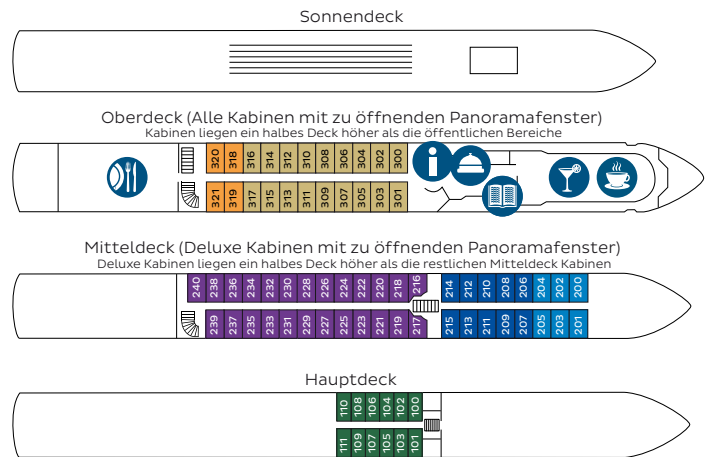 Sonnendeck
Oberdeck (Alle Kabinen mit zu öffnenden Panoramafenster)
Kabinen liegen ein halbes Deck höher als die öffentlichen Bereiche
320 318 316 314 312 310 308 306 304 302 300
321 319 317 315 313 311 309 307 305 303 301
Mitteldeck (Deluxe Kabinen mit zu öffnenden Panoramafenster)
Deluxe Kabinen liegen ein halbes Deck höher als die restlichen Mitteldeck Kabinen
240 238 236 234 232 230 228 226 224 222 220 218 216 214 212 210 208 206 204 202 200
239 237 235 233 231 229 227 225 223 221 219 217 215 213 211 209 207 205 203 201
Hauptdeck
110 108 106 104 102 100
111 109 107 105 103 101